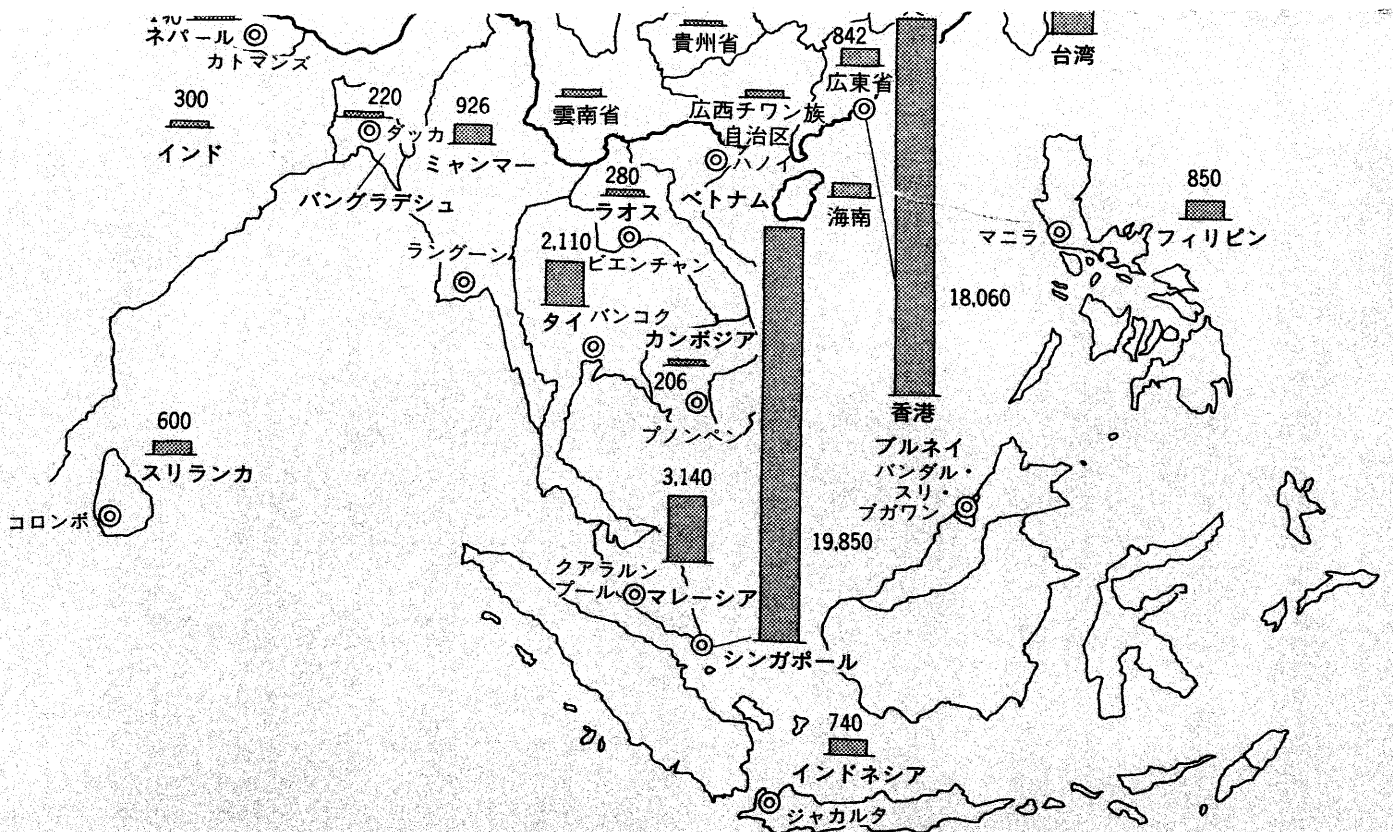 ネパール
カトマンズ
貴州省
842
広東省
台湾
300
インド
220
ダッカ
バングラデシュ
926
ミャンマー
雲南省
広西チワン族
自治区
ハノイ
ベトナム
海南
280
ラオス
ビエンチャン
850
フィリピン
マニラ
ラングーン
2,110
タイ
バンコク
カンボジア
206
プノンペン
18,060
香港
600
スリランカ
コロンボ
ブルネイ
バンダル・
スリ・
ブガワン
3,140
クアラルン
プール
マレーシア
19,850
シンガポール
740
インドネシア
ジャカルタ